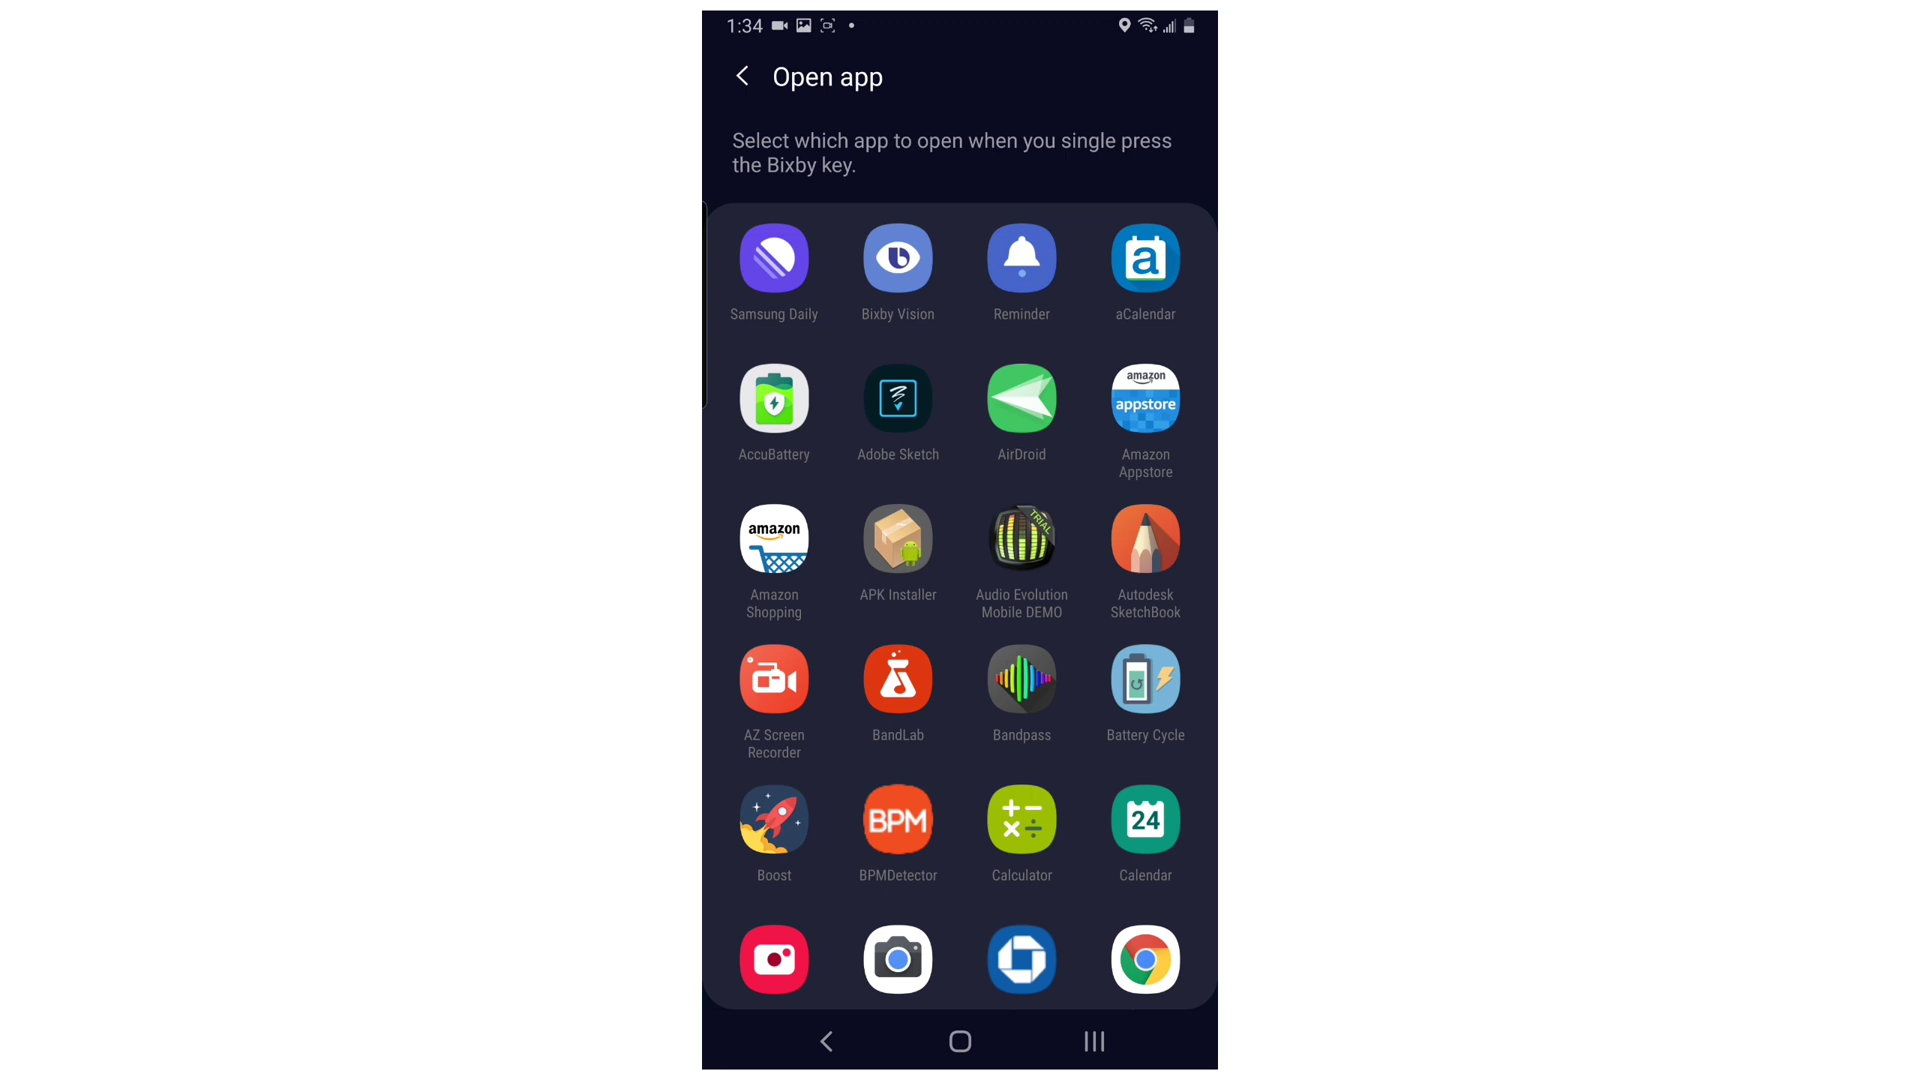 1:34
Open app
Select which app to open when you single press
the Bixby key.
Samsung Daily
Bixby Vision
Reminder
a
aCalendar
AccuBattery
Adobe Sketch
AirDroid
amazon
appstore
Amazon
Appstore
amazon
Amazon
Shopping
APK Installer
TRIAL
Audio Evolution
Mobile DEMO
Autodesk
SketchBook
AZ Screen
Recorder
BandLab
Bandpass
Battery Cycle
Boost
BPM
BPMDetector
Calculator
24
Calendar